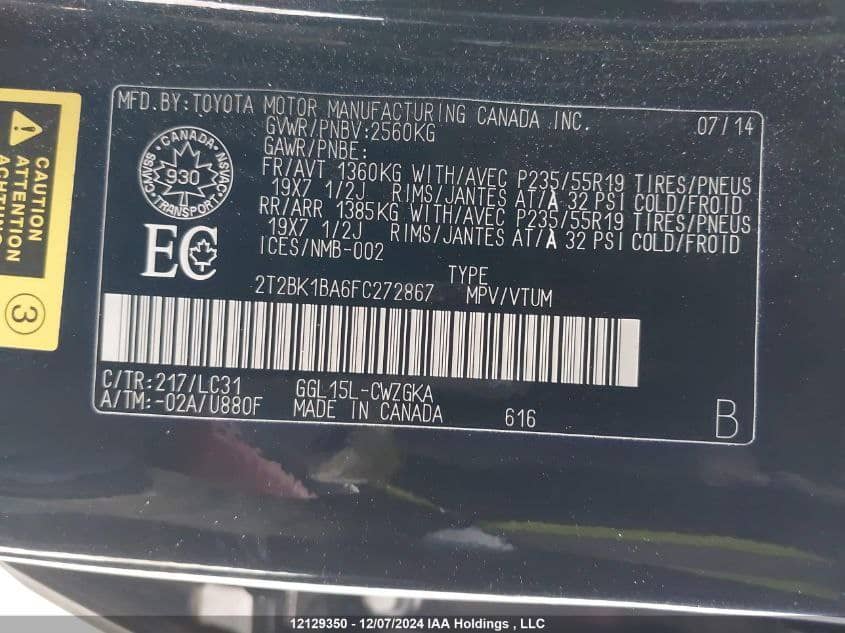 MFD.BY:TOYOTA MOTOR MANUFACTURING CANADA INC. 07/14
GVWR/PNBV:2560KG
GAWR/PNBE:
FR/AVT 1360KG WITH/AVEC P235/55R19 TIRES/PNEUS
19X7 1/2J RIMS/JANTES AT/À 32 PSI COLD/FROID
RR/ARR 1385KG WITH/AVEC P235/55R19 TIRES/PNEUS
19X7 1/2J RIMS/JANTES AT/À 32 PSI COLD/FROID
ICES/NMB-002
CANADA
CMVSS
930
NSVAC
TRANSPORT
EC
TYPE
2T2BK1BA6FC272867 MPV/VTUM
C/TR:217/LC31 GGL15L-CWZGKA
A/TM:-02A/U880F MADE IN CANADA 616 B
CAUTION
ATTENTION
3
12129350 - 12/07/2024 IAA Holdings , LLC